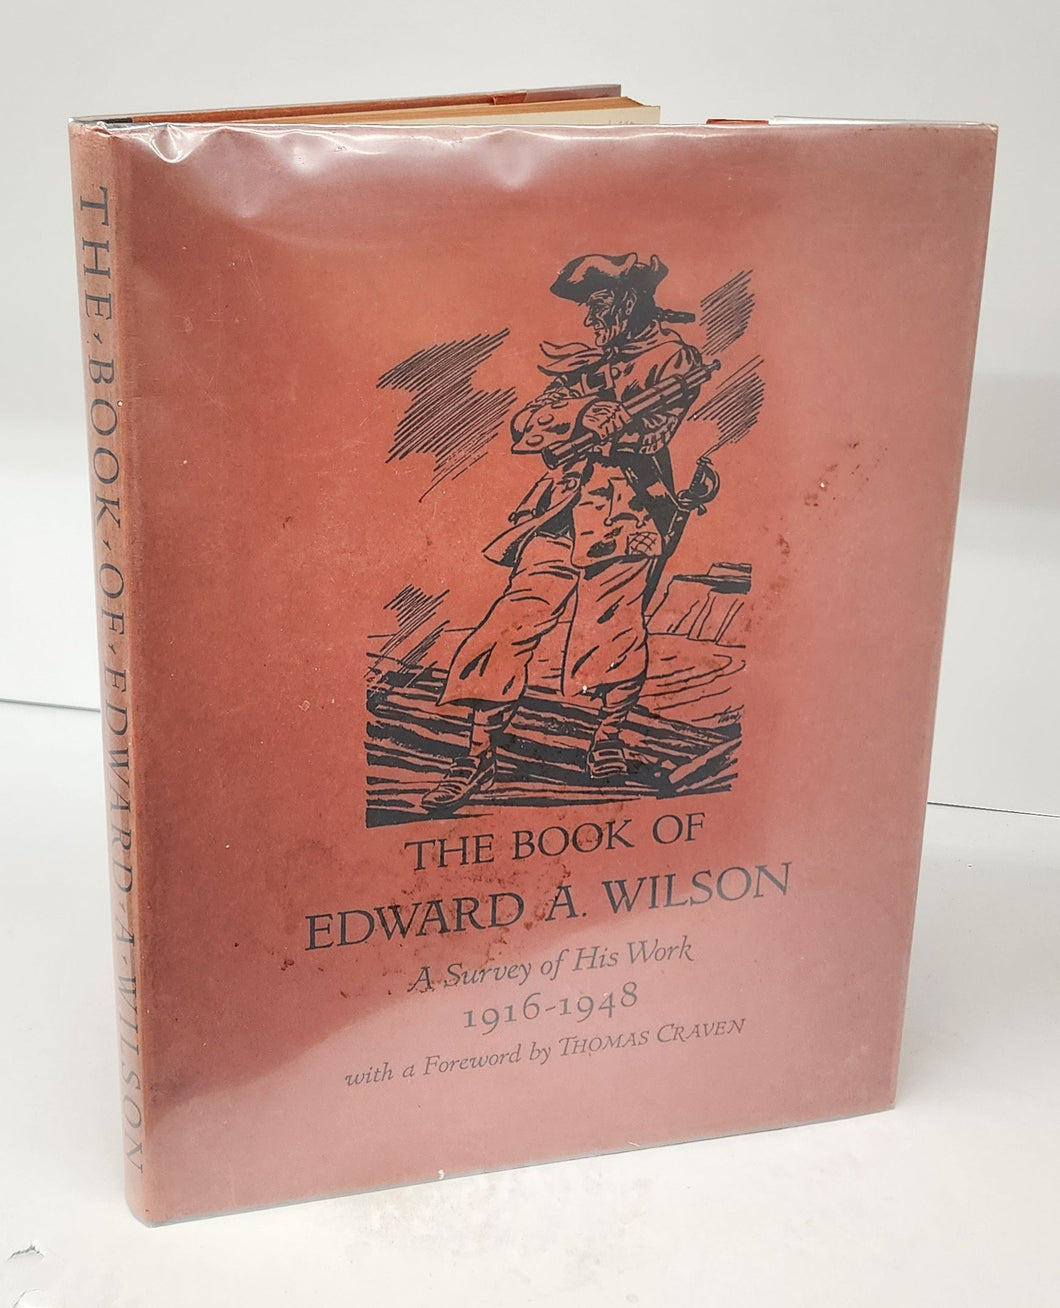 THE·BOOK·OF·EDWARD·A·WILSON
THE BOOK OF
EDWARD A. WILSON
A Survey of His Work
1916-1948
with a Foreword by THOMAS CRAVEN